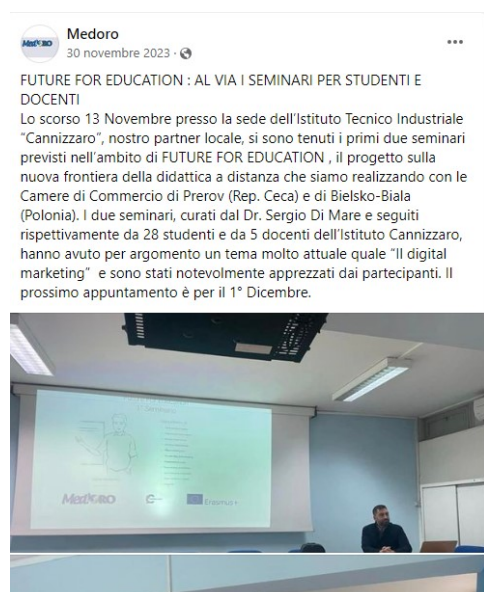 Medoro
30 novembre 2023 ·
FUTURE FOR EDUCATION : AL VIA I SEMINARI PER STUDENTI E
DOCENTI
Lo scorso 13 Novembre presso la sede dell'Istituto Tecnico Industriale
"Cannizzaro", nostro partner locale, si sono tenuti i primi due seminari
previsti nell'ambito di FUTURE FOR EDUCATION , il progetto sulla
nuova frontiera della didattica a distanza che siamo realizzando con le
Camere di Commercio di Prerov (Rep. Ceca) e di Bielsko-Biala
(Polonia). I due seminari, curati dal Dr. Sergio Di Mare e seguiti
rispettivamente da 28 studenti e da 5 docenti dell'Istituto Cannizzaro,
hanno avuto per argomento un tema molto attuale quale "Il digital
marketing" e sono stati notevolmente apprezzati dai partecipanti. Il
prossimo appuntamento è per il 1° Dicembre.
MedORO
Erasmus+